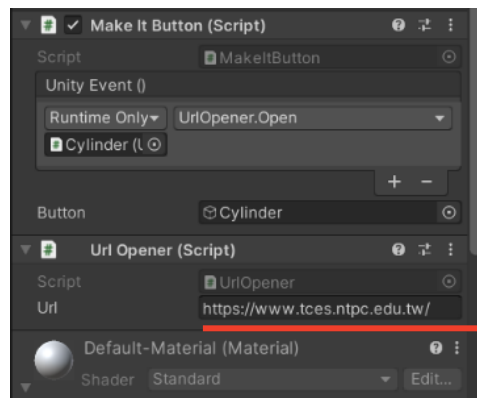 Make It Button (Script)
Script MakeItButton
Unity Event ()
Runtime Only UrlOpener.Open
Cylinder (U
+ −
Button Cylinder
Url Opener (Script)
Script UrlOpener
Url https://www.tces.ntpc.edu.tw/
Default-Material (Material)
Shader Standard Edit...